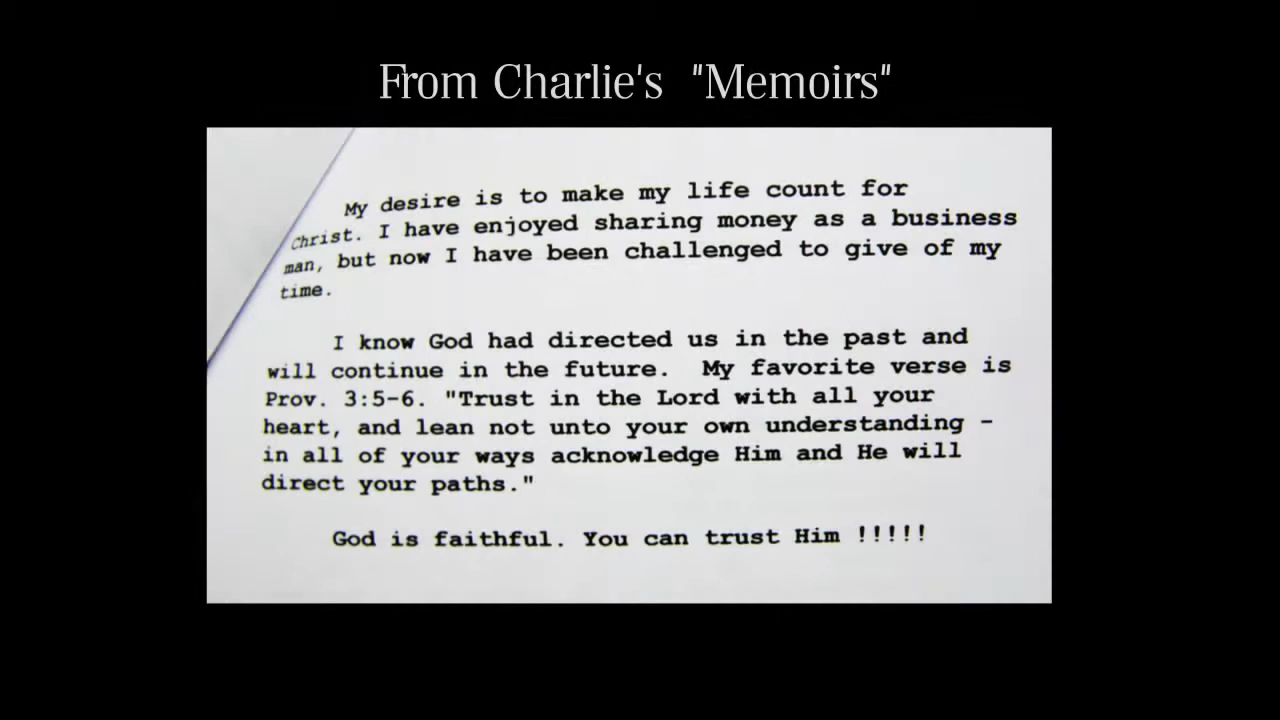 From Charlie's "Memoirs"
My desire is to make my life count for
Christ. I have enjoyed sharing money as a business
man, but now I have been challenged to give of my
time.
I know God had directed us in the past and
will continue in the future. My favorite verse is
Prov. 3:5-6. "Trust in the Lord with all your
heart, and lean not unto your own understanding -
in all of your ways acknowledge Him and He will
direct your paths."
God is faithful. You can trust Him !!!!!